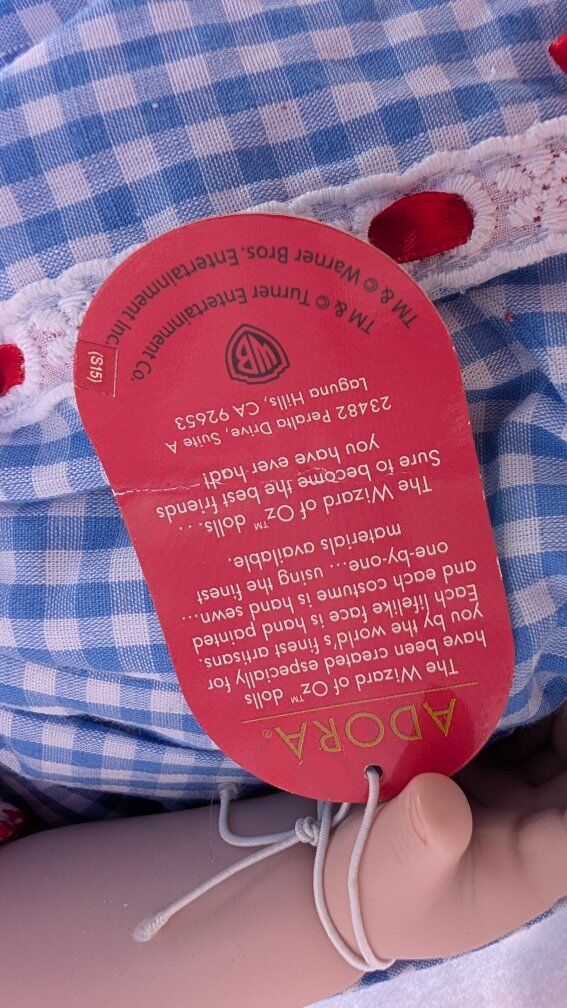 ADORA®
The Wizard of Oz™ dolls
have been created especially for
you by the world's finest artisans.
Each lifelike face is hand painted
and each costume is hand sewn...
one-by-one... using the finest
materials available.
The Wizard of Oz™ dolls. . .
Sure to become the best friends
you have ever had!
23482 Peralta Drive, Suite A
Laguna Hills, CA 92653
WB
TM & © Turner Entertainment Co.
TM & © Warner Bros. Entertainment Inc.
(S15)